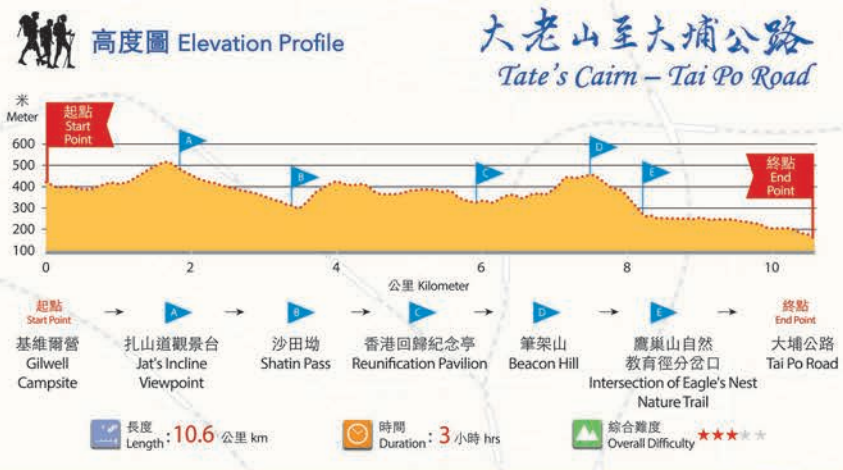 高度圖 Elevation Profile
大老山至大埔公路
Tate's Cairn – Tai Po Road
米
Meter
起點
Start
Point
終點
End
Point
A
B
C
D
E
600
500
400
300
200
100
0
2
4
6
8
10
公里 Kilometer
起點
Start Point
基維爾營
Gilwell
Campsite
A
扎山道觀景台
Jat's Incline
Viewpoint
B
沙田坳
Shatin Pass
C
香港回歸紀念亭
Reunification Pavilion
D
筆架山
Beacon Hill
E
鷹巢山自然
教育徑分岔口
Intersection of Eagle's Nest
Nature Trail
終點
End Point
大埔公路
Tai Po Road
長度
Length : 10.6 公里 km
時間
Duration : 3 小時 hrs
綜合難度
Overall Difficulty ★★★★★